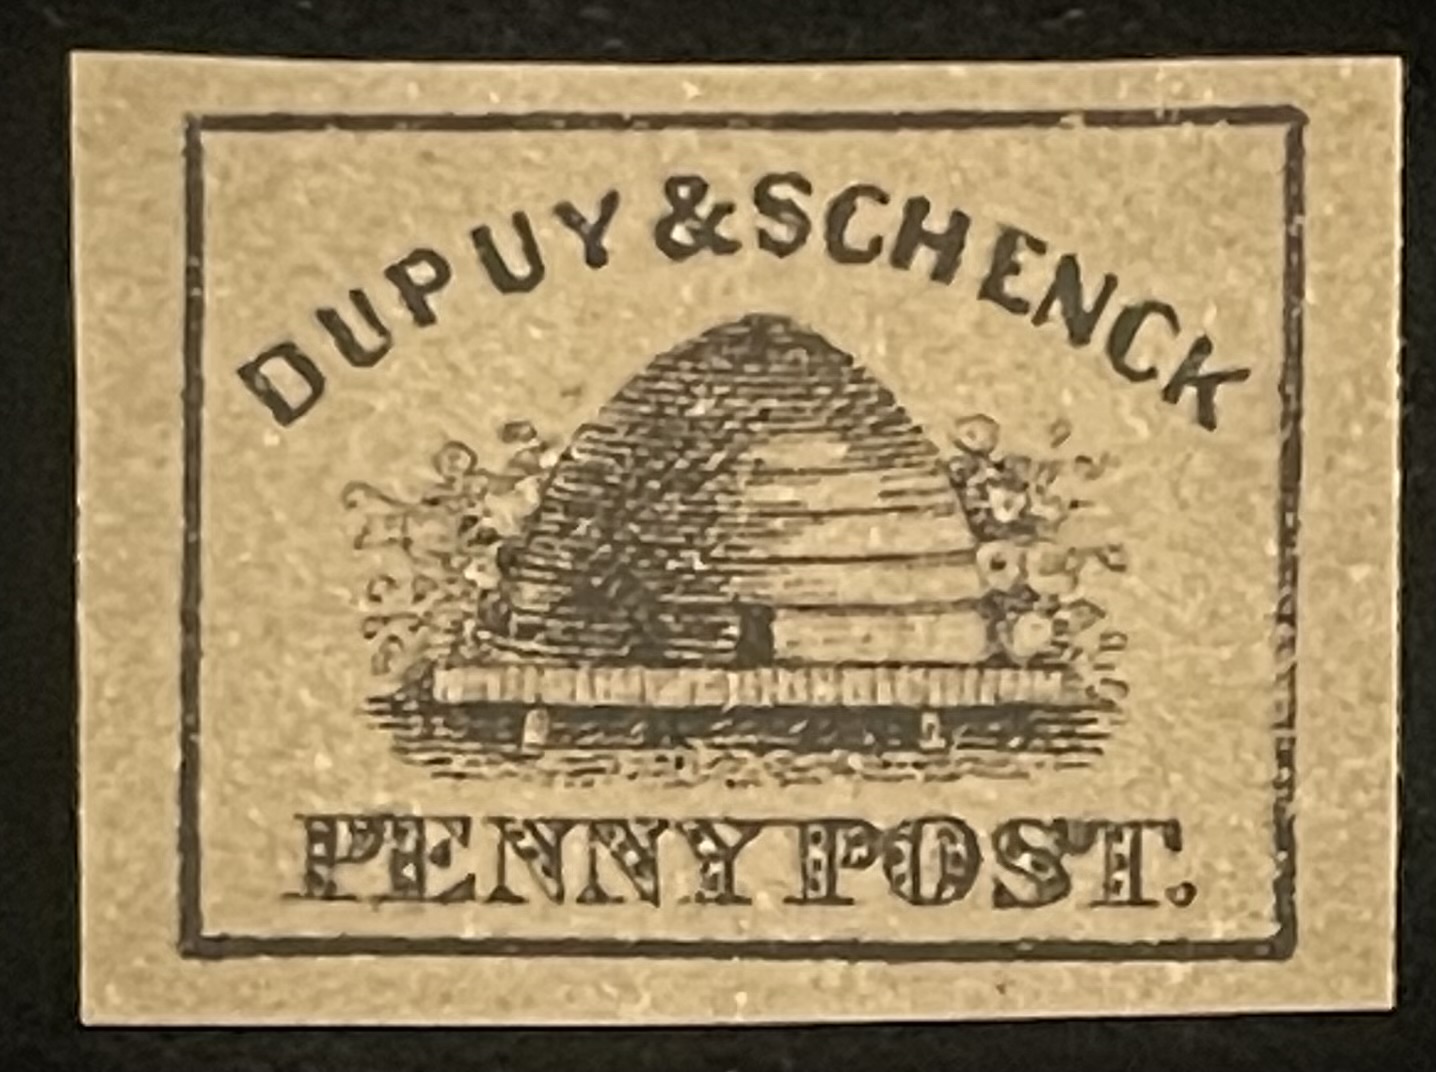 DUPUY & SCHENCK
PENNY POST.